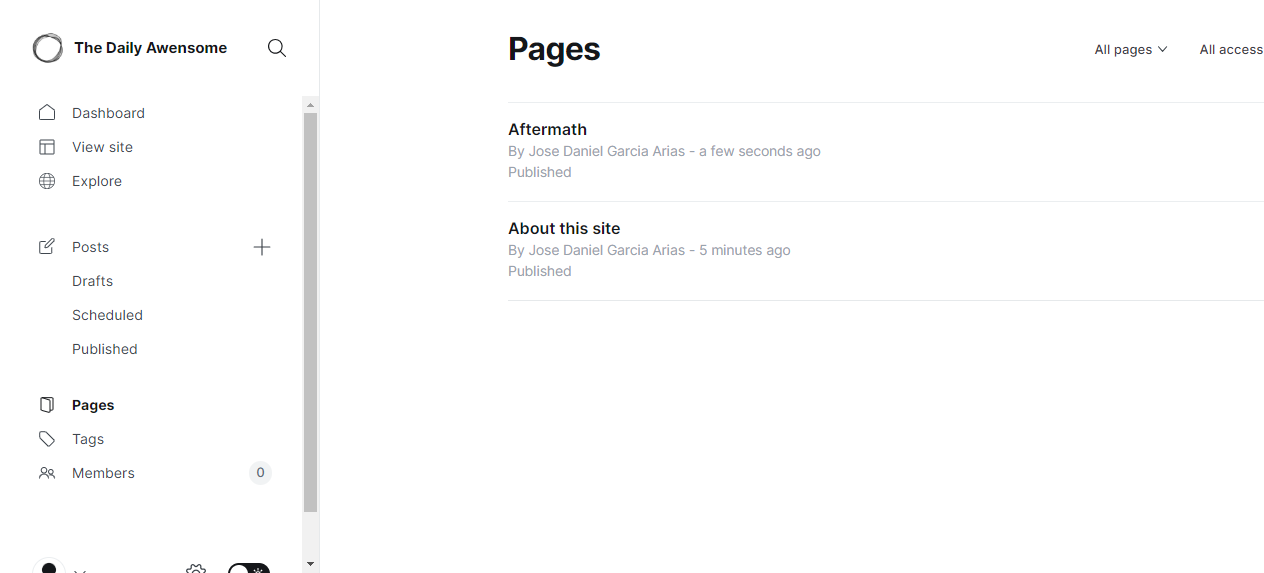 The Daily Awensome
Dashboard
View site
Explore
Posts
Drafts
Scheduled
Published
Pages
Tags
Members 0
Pages
All pages All access
Aftermath
By Jose Daniel Garcia Arias - a few seconds ago
Published
About this site
By Jose Daniel Garcia Arias - 5 minutes ago
Published